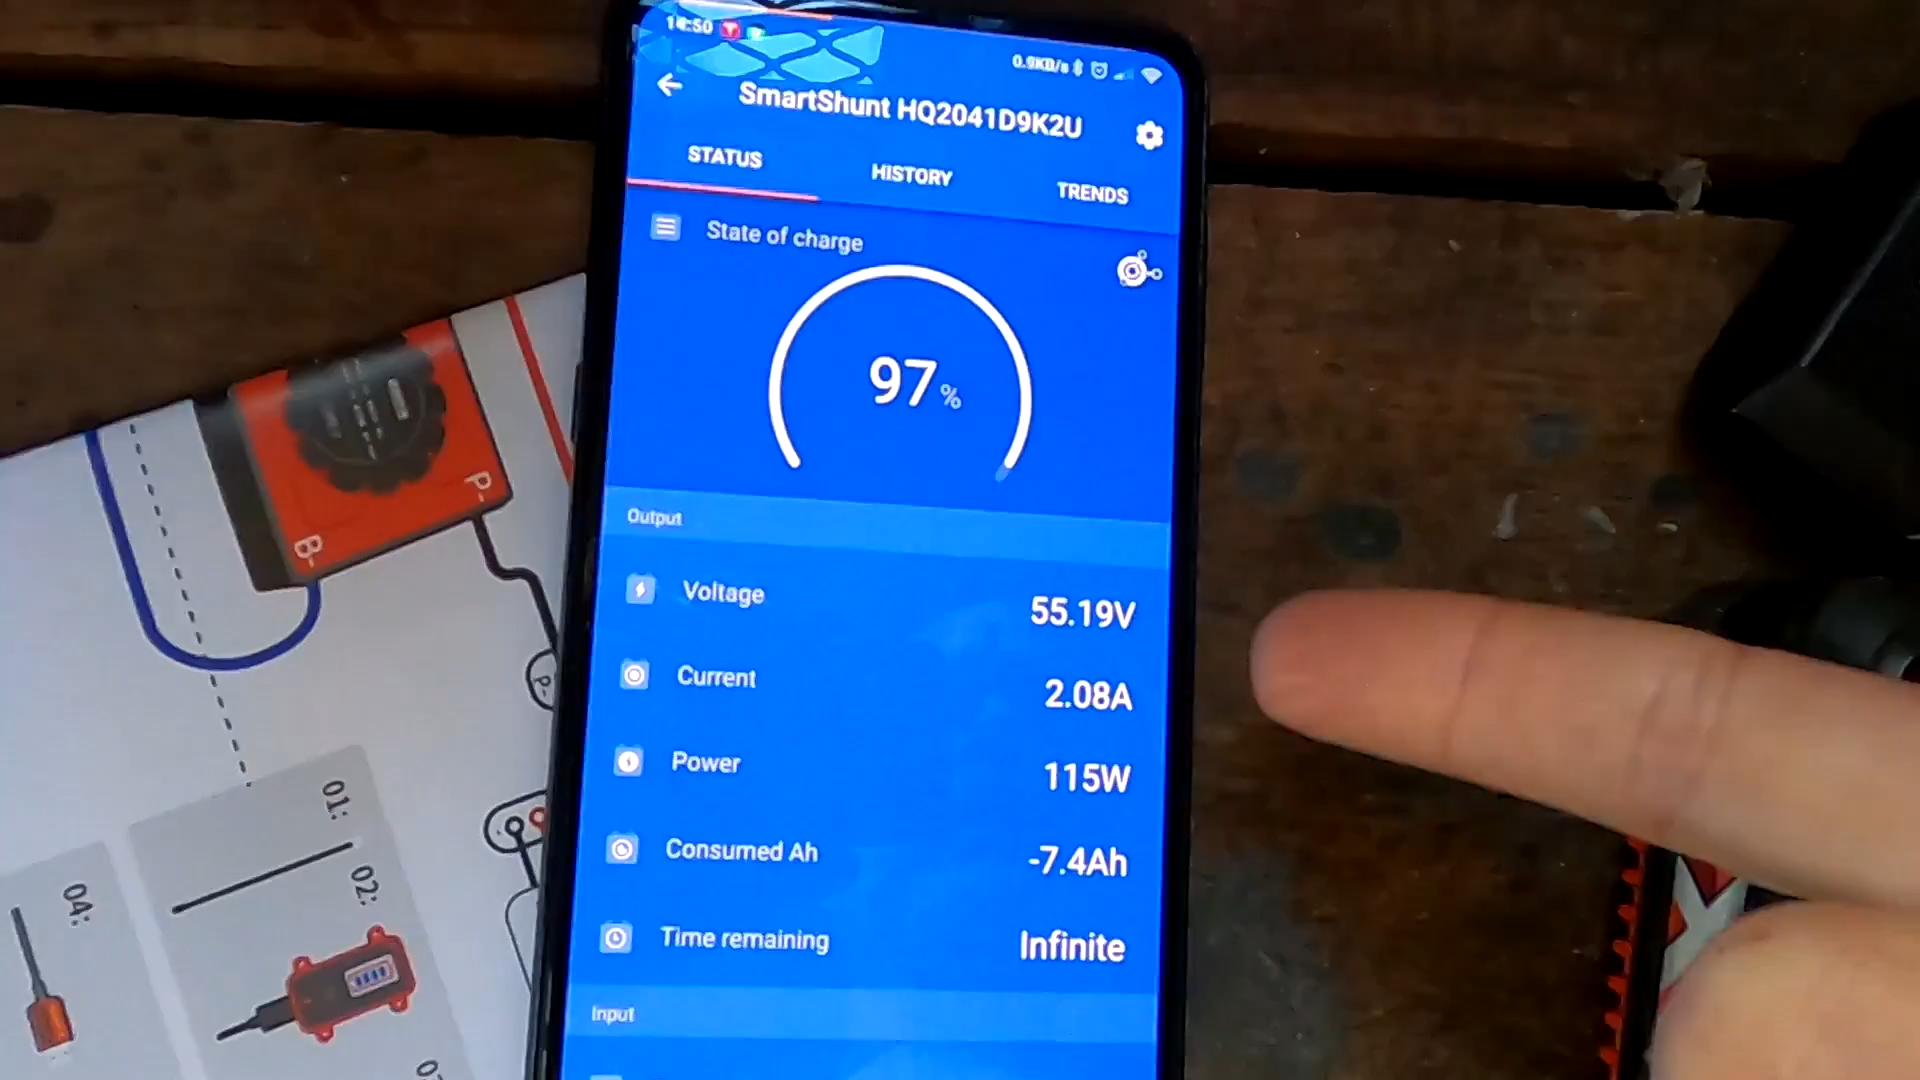 14:50
0.9KB/s
SmartShunt HQ2041D9K2U
STATUS
HISTORY
TRENDS
State of charge
97%
Output
Voltage
55.19V
Current
2.08A
Power
115W
Consumed Ah
-7.4Ah
Time remaining
Infinite
Input
P-
B-
P-
01:
02:
04: